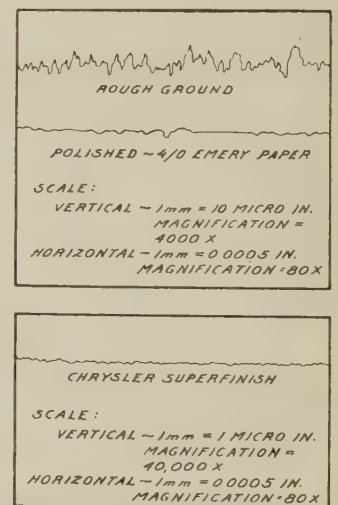 ROUGH GROUND
POLISHED ~ 4/0 EMERY PAPER
SCALE:
VERTICAL ~ 1mm = 10 MICRO IN.
MAGNIFICATION =
4000 X
HORIZONTAL ~ 1mm = 0.0005 IN.
MAGNIFICATION = 80X
CHRYSLER SUPERFINISH
SCALE:
VERTICAL ~ 1mm = 1 MICRO IN.
MAGNIFICATION =
40,000 X
HORIZONTAL ~ 1mm = 0.0005 IN.
MAGNIFICATION = 80X